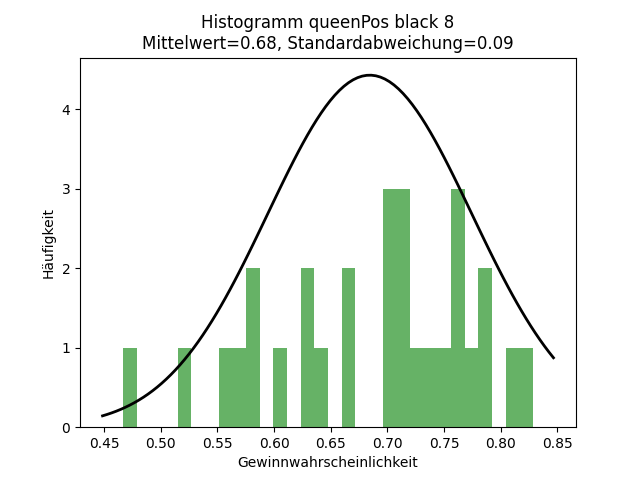 Histogramm queenPos black 8
Mittelwert=0.68, Standardabweichung=0.09
4
3
2
1
0
Häufigkeit
0.45 0.50 0.55 0.60 0.65 0.70 0.75 0.80 0.85
Gewinnwahrscheinlichkeit